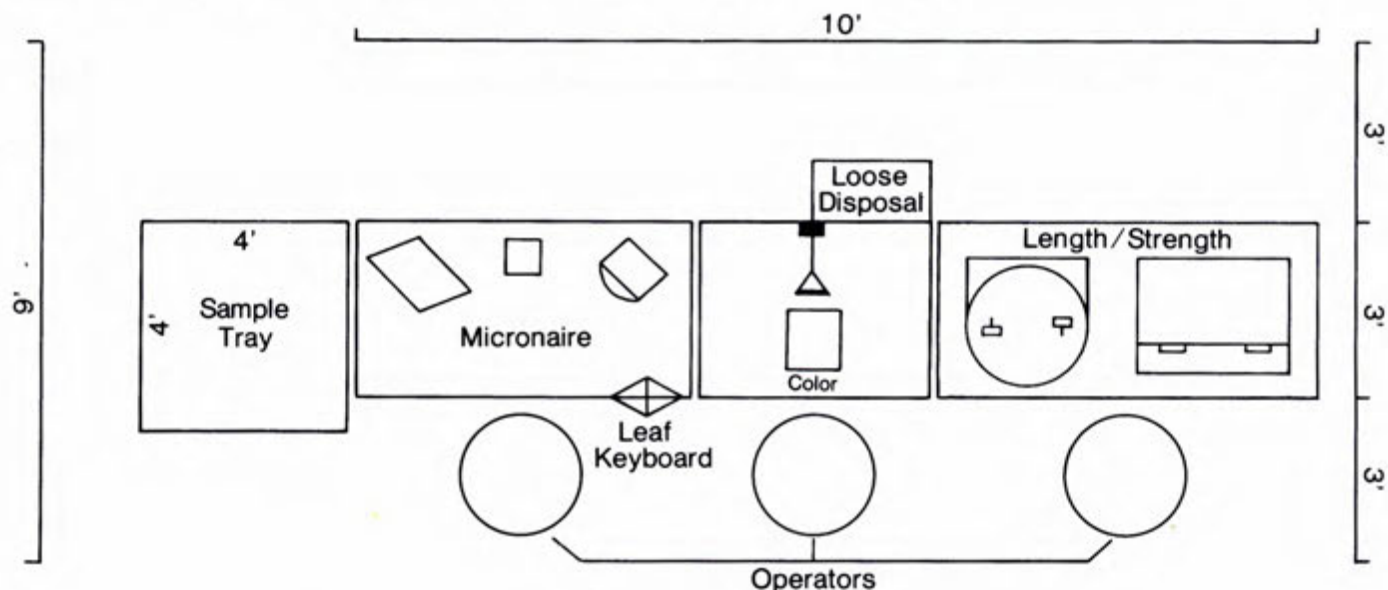 10'
3'
Loose
Disposal
4'
Length/Strength
9'
4'
Sample
Tray
Micronaire
3'
Color
Leaf
Keyboard
3'
Operators